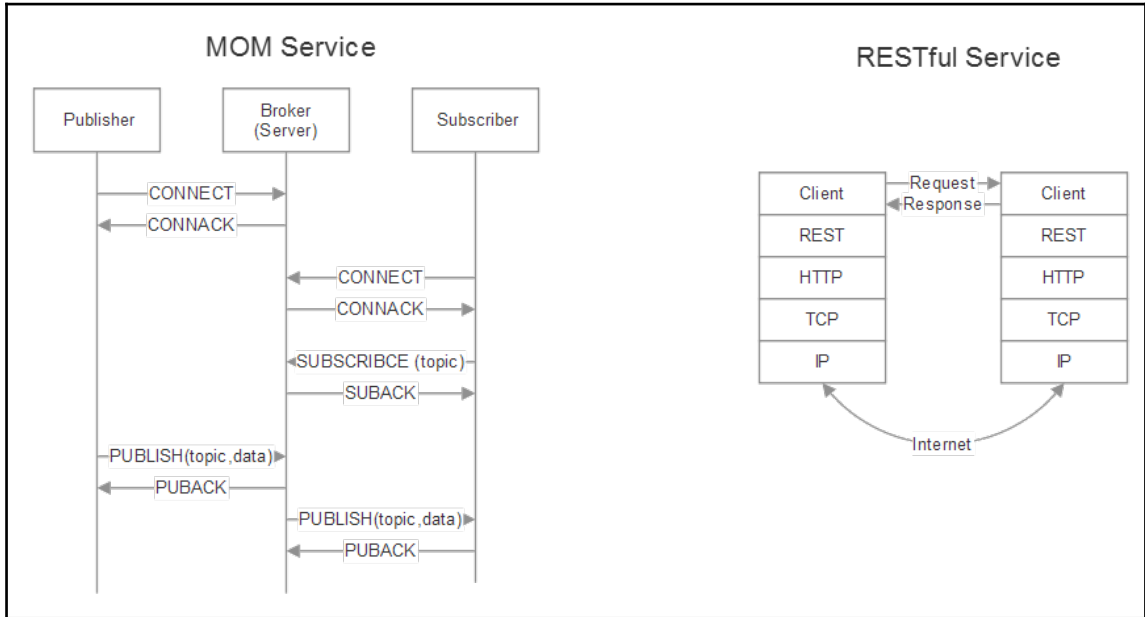 MOM Service
Publisher
Broker
(Server)
Subscriber
CONNECT
CONNACK
CONNECT
CONNACK
SUBSCRIBCE (topic)
SUBACK
PUBLISH(topic,data)
PUBACK
PUBLISH(topic,data)
PUBACK
RESTful Service
Client
Request
Response
Client
REST
REST
HTTP
HTTP
TCP
TCP
IP
IP
Internet